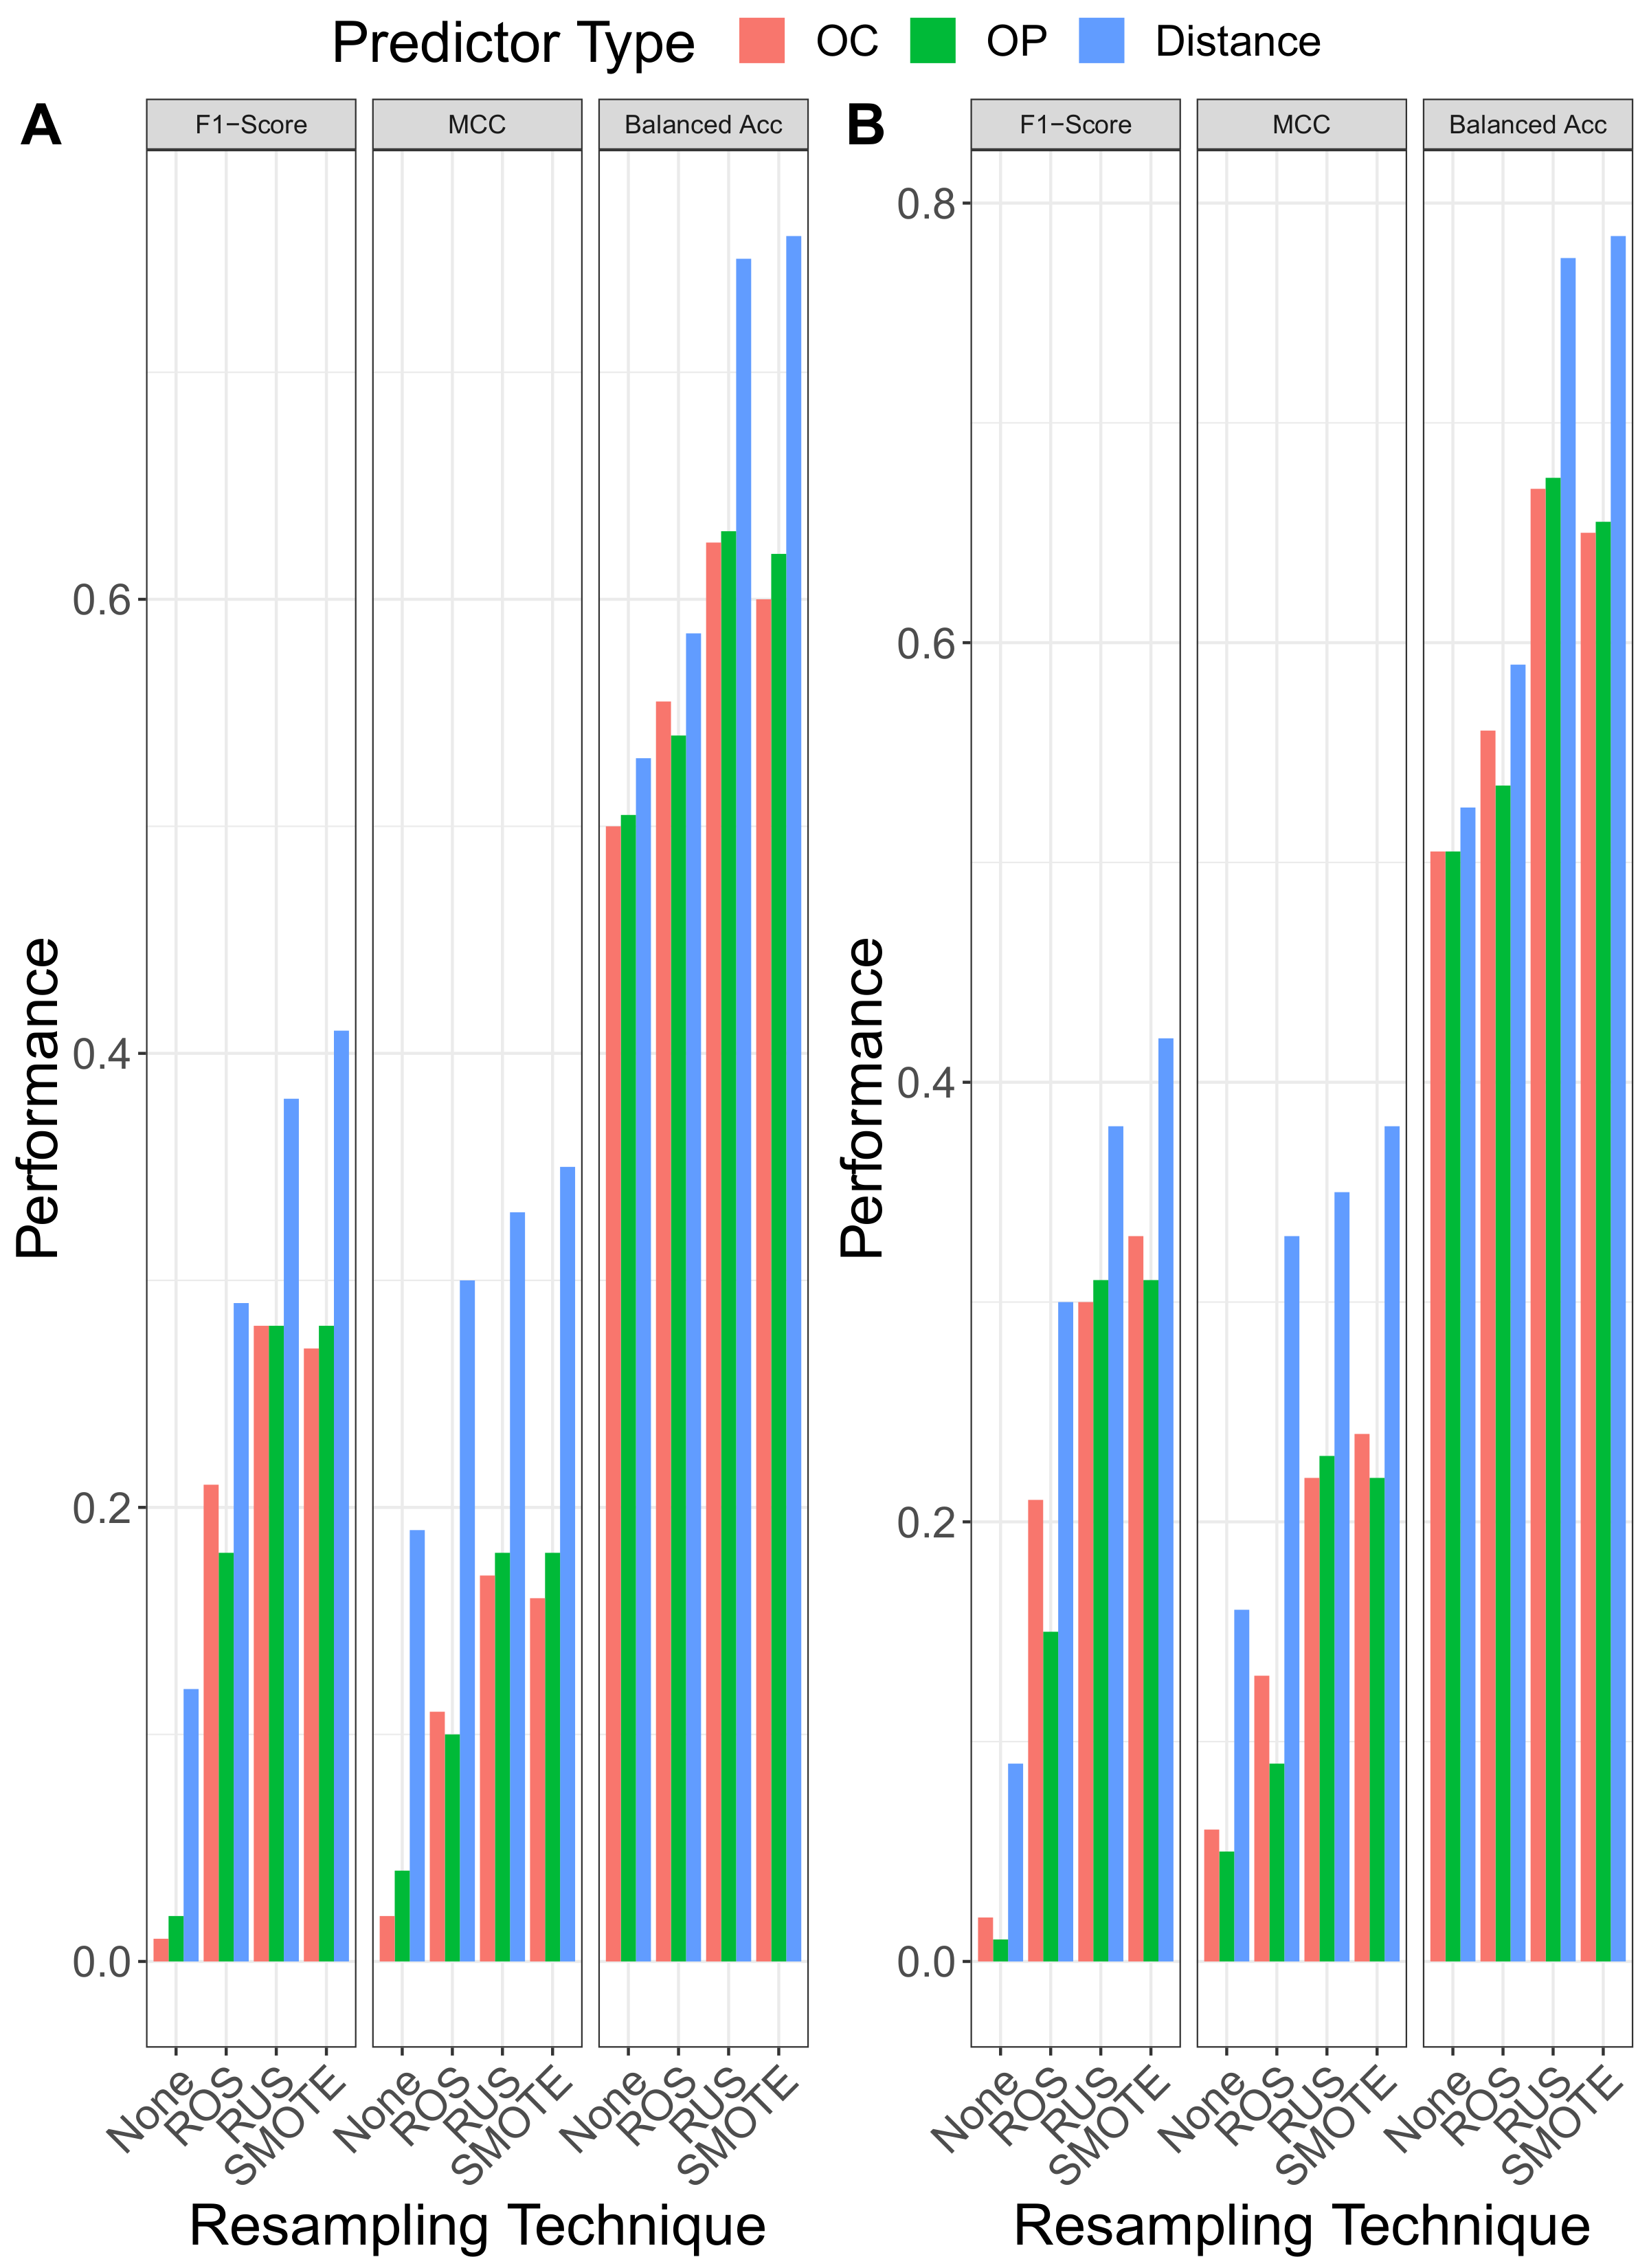 Predictor Type OC OP Distance
A
F1−Score MCC Balanced Acc
0.6
0.4
0.2
0.0
Performance
None ROS RUS SMOTE None ROS RUS SMOTE None ROS RUS SMOTE
Resampling Technique
B
F1−Score MCC Balanced Acc
0.8
0.6
0.4
0.2
0.0
Performance
None ROS RUS SMOTE None ROS RUS SMOTE None ROS RUS SMOTE
Resampling Technique